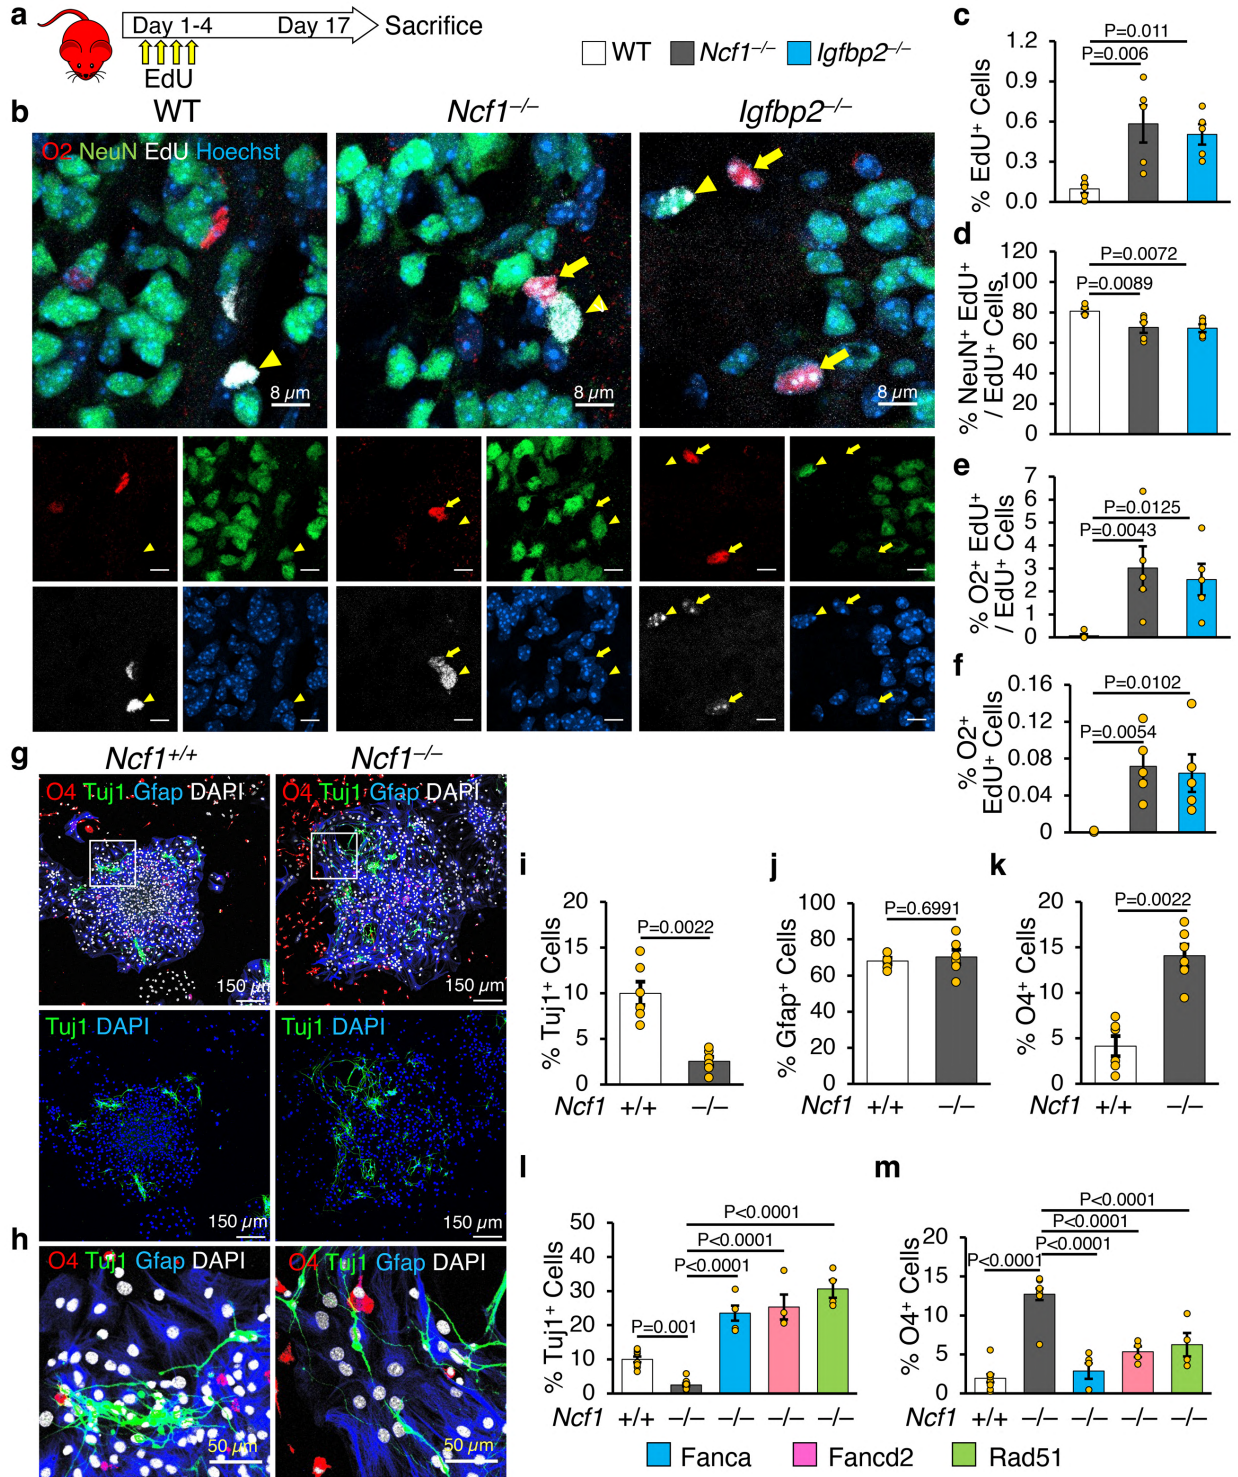 a
Day 1-4 Day 17 Sacrifice
EdU
WT Ncf1–/– Igfbp2–/–
b
WT Ncf1–/– Igfbp2–/–
O2 NeuN EdU Hoechst
8 µm 8 µm 8 µm
c
% EdU+ Cells
1.2
0.9
0.6
0.3
0.0
P=0.011
P=0.006
d
% NeuN+ EdU+
/ EdU+ Cells
120
100
80
60
40
20
0
P=0.0072
P=0.0089
e
% O2+ EdU+
/ EdU+ Cells
7
6
5
4
3
2
1
0
P=0.0125
P=0.0043
f
% O2+
EdU+ Cells
0.16
0.12
0.08
0.04
0
P=0.0102
P=0.0054
g
Ncf1+/+ Ncf1–/–
O4 Tuj1 Gfap DAPI O4 Tuj1 Gfap DAPI
150 µm 150 µm
Tuj1 DAPI Tuj1 DAPI
150 µm 150 µm
h
O4 Tuj1 Gfap DAPI O4 Tuj1 Gfap DAPI
50 µm 50 µm
i
% Tuj1+ Cells
20
15
10
5
0
P=0.0022
Ncf1 +/+ –/–
j
% Gfap+ Cells
100
80
60
40
20
0
P=0.6991
Ncf1 +/+ –/–
k
% O4+ Cells
20
15
10
5
0
P=0.0022
Ncf1 +/+ –/–
l
% Tuj1+ Cells
50
40
30
20
10
0
P<0.0001
P<0.0001
P<0.0001
P=0.001
Ncf1 +/+ –/– –/– –/– –/–
m
% O4+ Cells
20
15
10
5
0
P<0.0001
P<0.0001
P<0.0001
P<0.0001
Ncf1 +/+ –/– –/– –/– –/–
Fanca Fancd2 Rad51